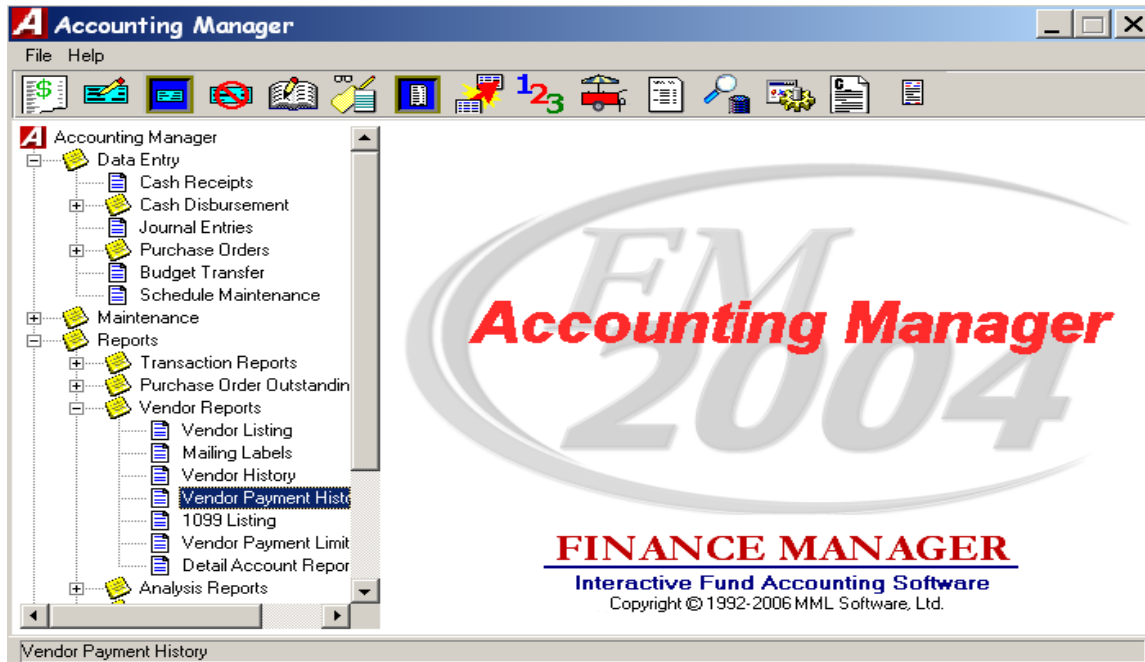 Accounting Manager
File Help
123
Accounting Manager
Data Entry
Cash Receipts
Cash Disbursement
Journal Entries
Purchase Orders
Budget Transfer
Schedule Maintenance
Maintenance
Reports
Transaction Reports
Purchase Order Outstandin
Vendor Reports
Vendor Listing
Mailing Labels
Vendor History
Vendor Payment Histo
1099 Listing
Vendor Payment Limit
Detail Account Repor
Analysis Reports
FM
Accounting Manager
2004
FINANCE MANAGER
Interactive Fund Accounting Software
Copyright © 1992-2006 MML Software, Ltd.
Vendor Payment History